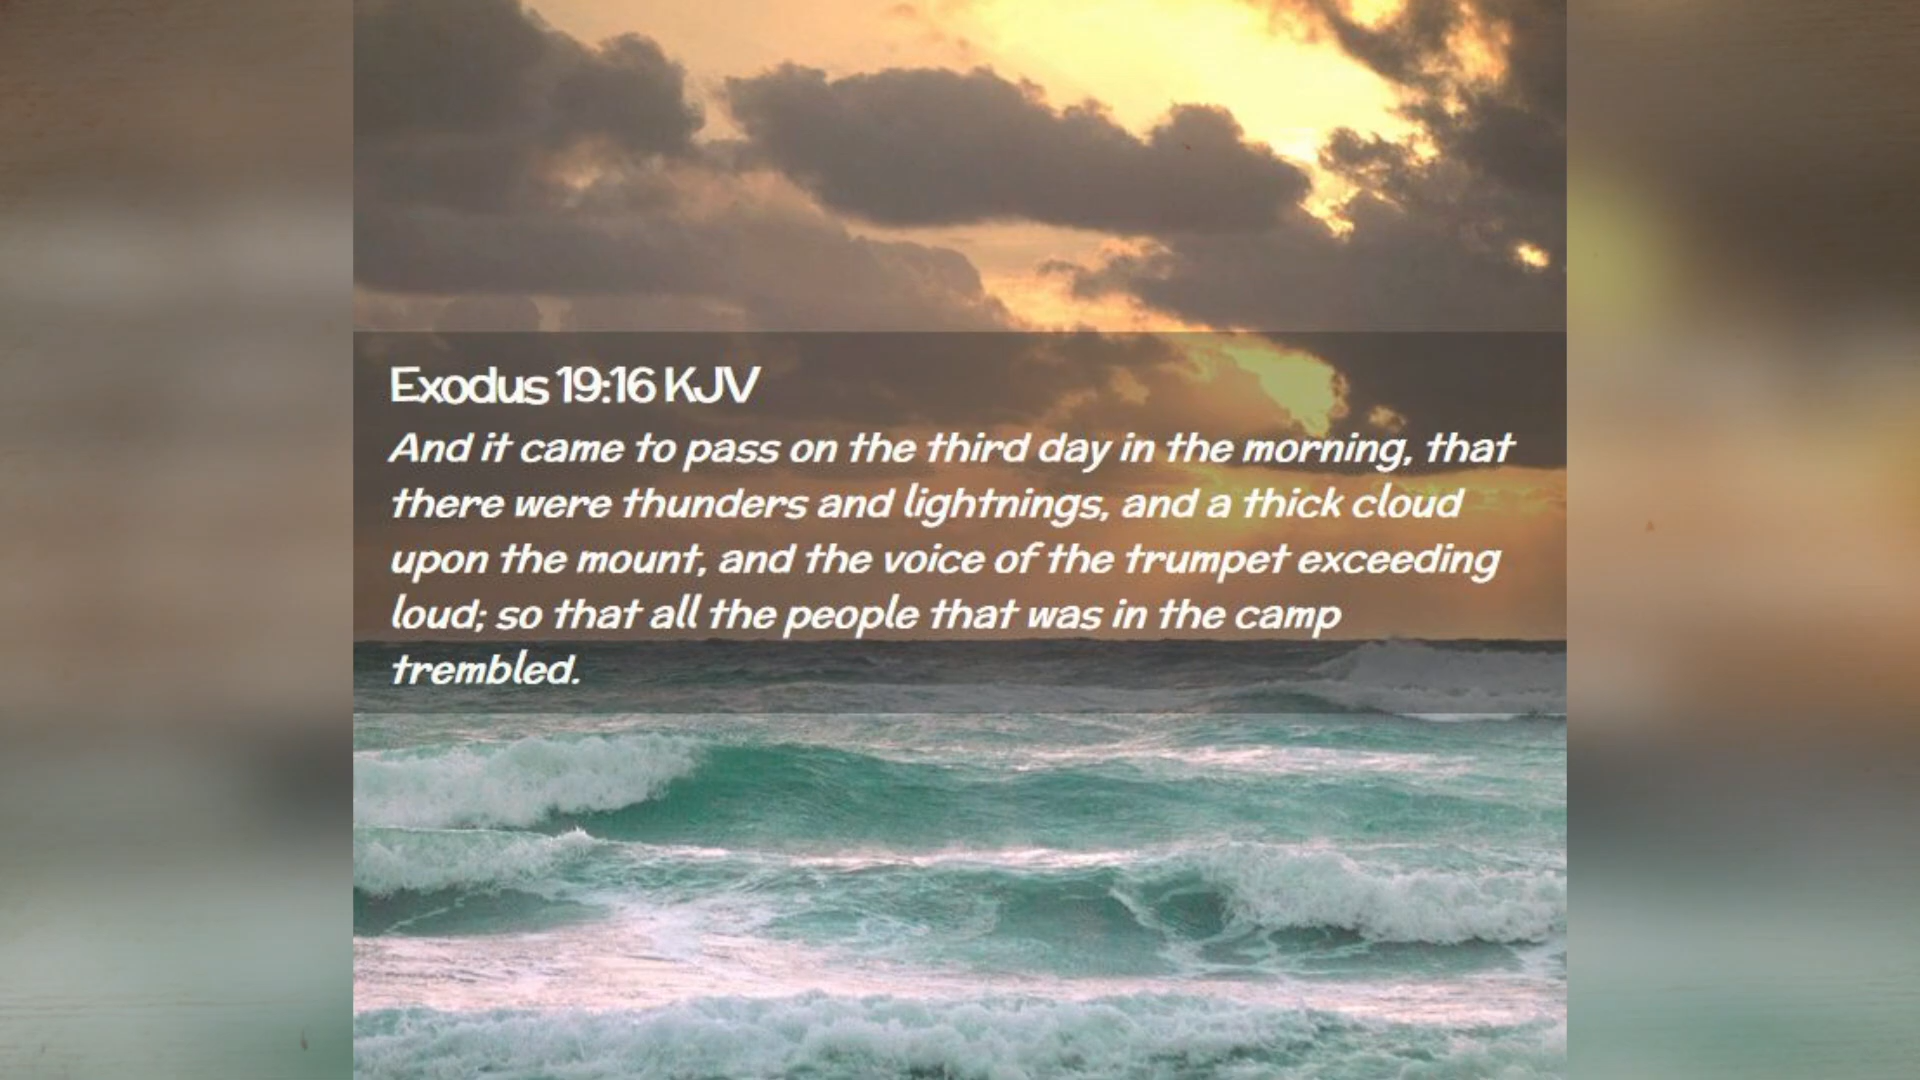 Exodus 19:16 KJV
And it came to pass on the third day in the morning, that
there were thunders and lightnings, and a thick cloud
upon the mount, and the voice of the trumpet exceeding
loud; so that all the people that was in the camp
trembled.